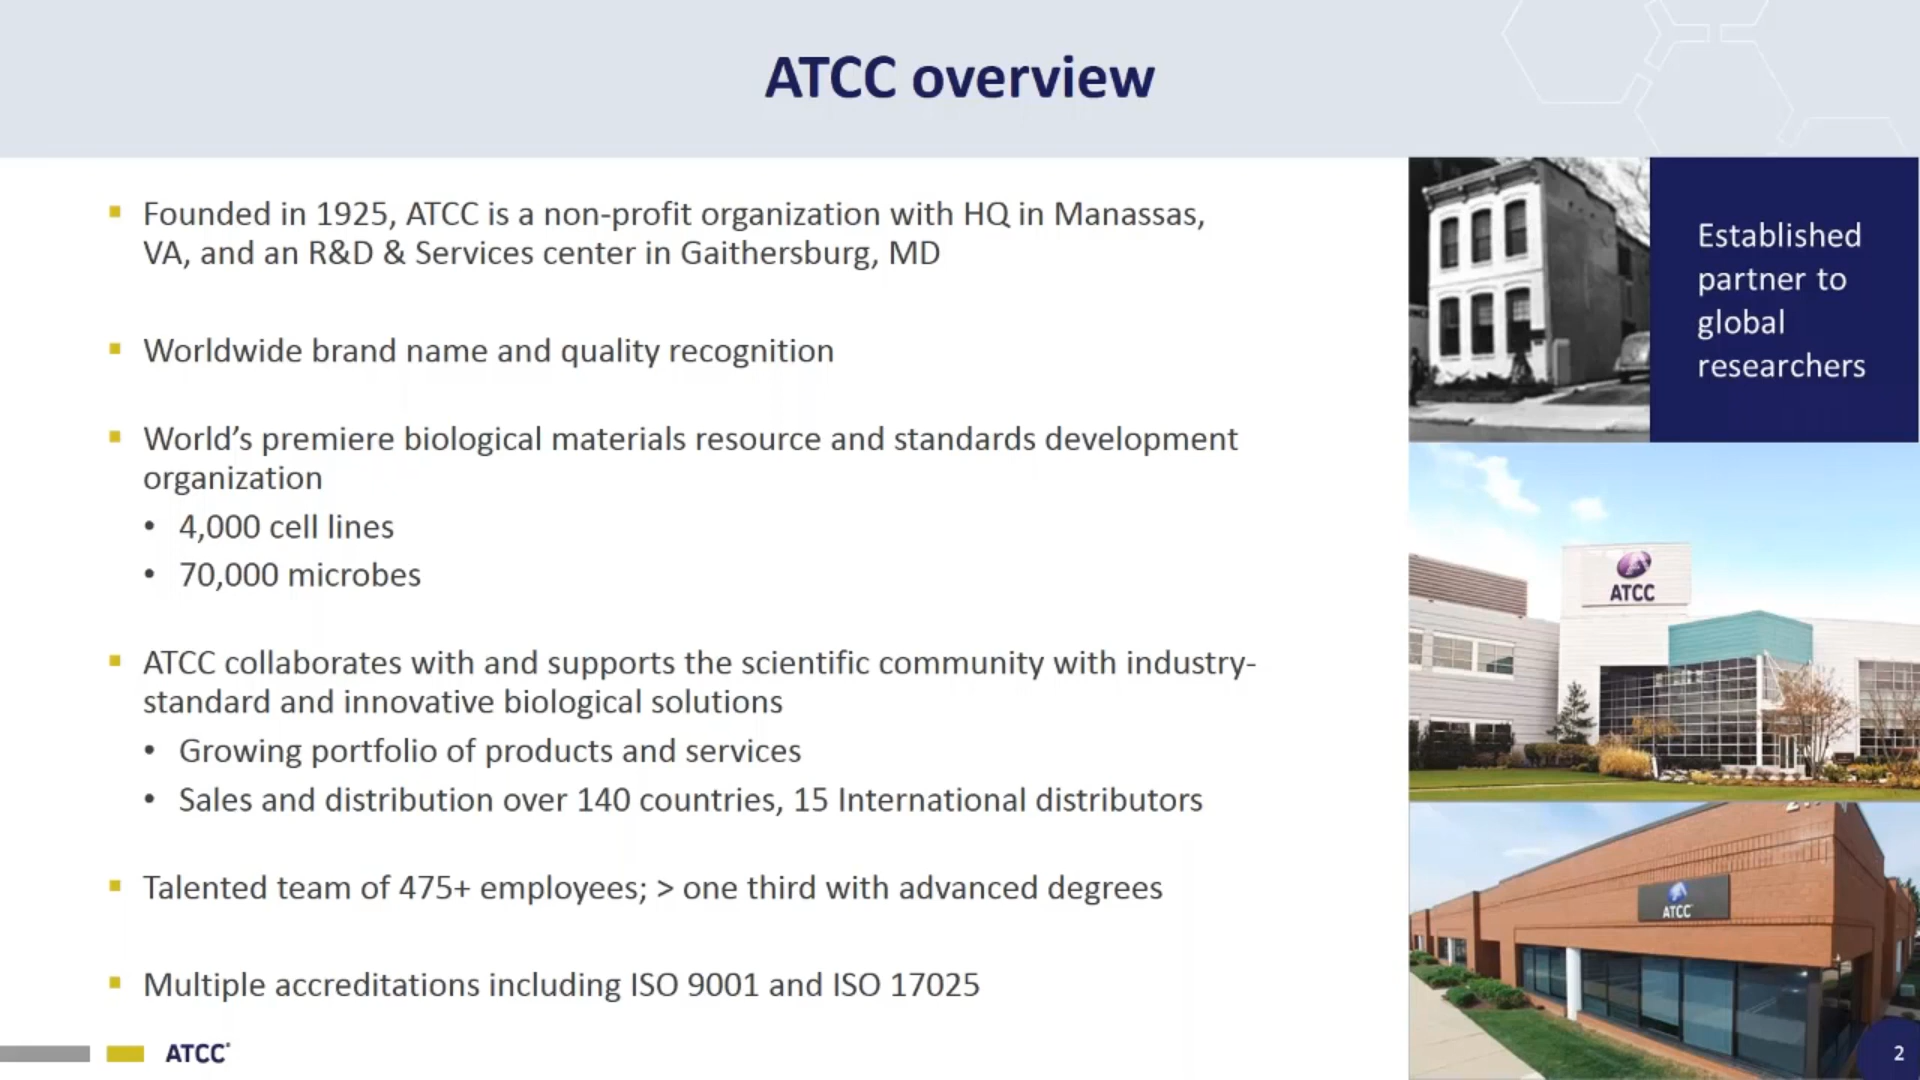 ATCC overview
Founded in 1925, ATCC is a non-profit organization with HQ in Manassas,
VA, and an R&D & Services center in Gaithersburg, MD
Worldwide brand name and quality recognition
World's premiere biological materials resource and standards development
organization
• 4,000 cell lines
• 70,000 microbes
ATCC collaborates with and supports the scientific community with industry-
standard and innovative biological solutions
• Growing portfolio of products and services
• Sales and distribution over 140 countries, 15 International distributors
Talented team of 475+ employees; > one third with advanced degrees
Multiple accreditations including ISO 9001 and ISO 17025
Established
partner to
global
researchers
ATCC
ATCC
ATCC®
2